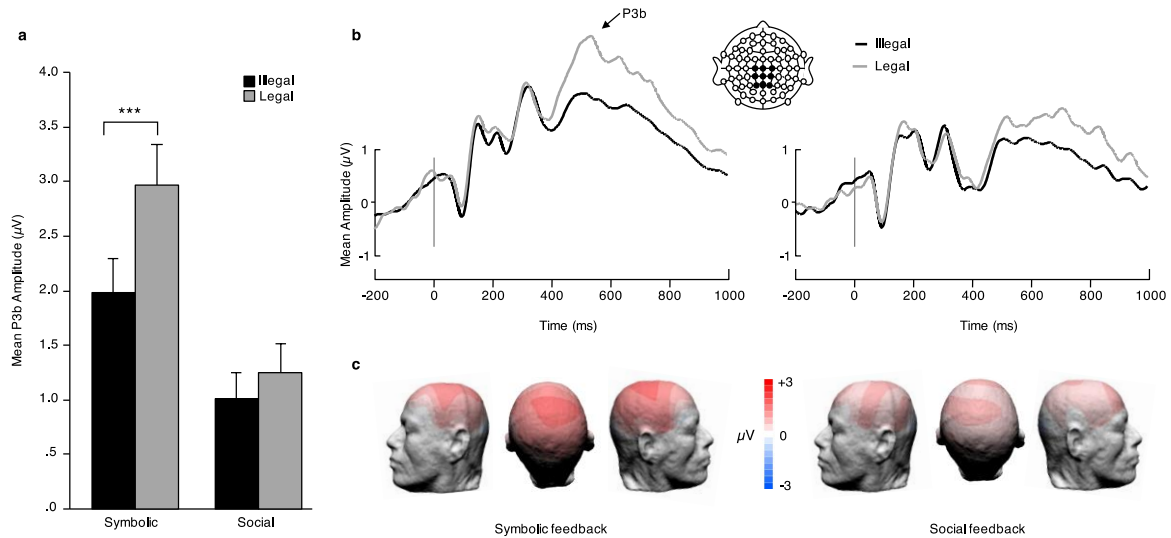 a
Mean P3b Amplitude (µV)
4.0
3.5
3.0
2.5
2.0
1.5
1.0
.5
.0
Illegal
Legal
***
Symbolic
Social
b
P3b
Illegal
Legal
Mean Amplitude (µV)
1
0
-1
-200 0 200 400 600 800 1000
Time (ms)
1
0
-1
-200 0 200 400 600 800 1000
Time (ms)
c
µV
+3
0
-3
Symbolic feedback
Social feedback